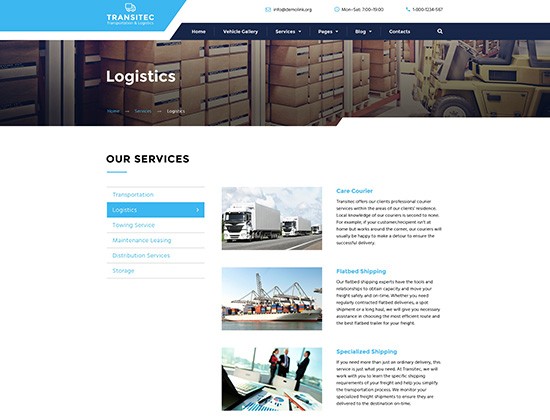 TRANSITEC
Transportation & Logistics
info@demolink.org
Mon–Sat: 7:00–19:00
1-800-1234-567
Home
Vehicle Gallery
Services
Pages
Blog
Contacts
Logistics
Home
Services
Logistics
OUR SERVICES
Transportation
Logistics
Towing Service
Maintenance Leasing
Distribution Services
Storage
Care Courier
Transitec offers our clients professional courier
services within the areas of our clients' residence.
Local knowledge of our couriers is second to none.
For example, if your customer/recipient isn't at
home but works around the corner, our couriers will
usually be happy to make a detour to ensure the
successful delivery.
Flatbed Shipping
Our flatbed shipping experts have the tools and
relationships to obtain capacity and move your
freight safely and on-time. Whether you need
regularly contracted flatbed deliveries, a spot
shipment or a long haul, we will give you necessary
assistance in choosing the most efficient route and
the best flatbed trailer for your freight.
Specialized Shipping
If you need more than just an ordinary delivery, this
service is just what you need. At Transitec, we will
work with you to learn the specific shipping
requirements of your freight and help you simplify
the transportation process. We monitor your
specialized freight shipments to ensure they are
delivered to the destination on-time.